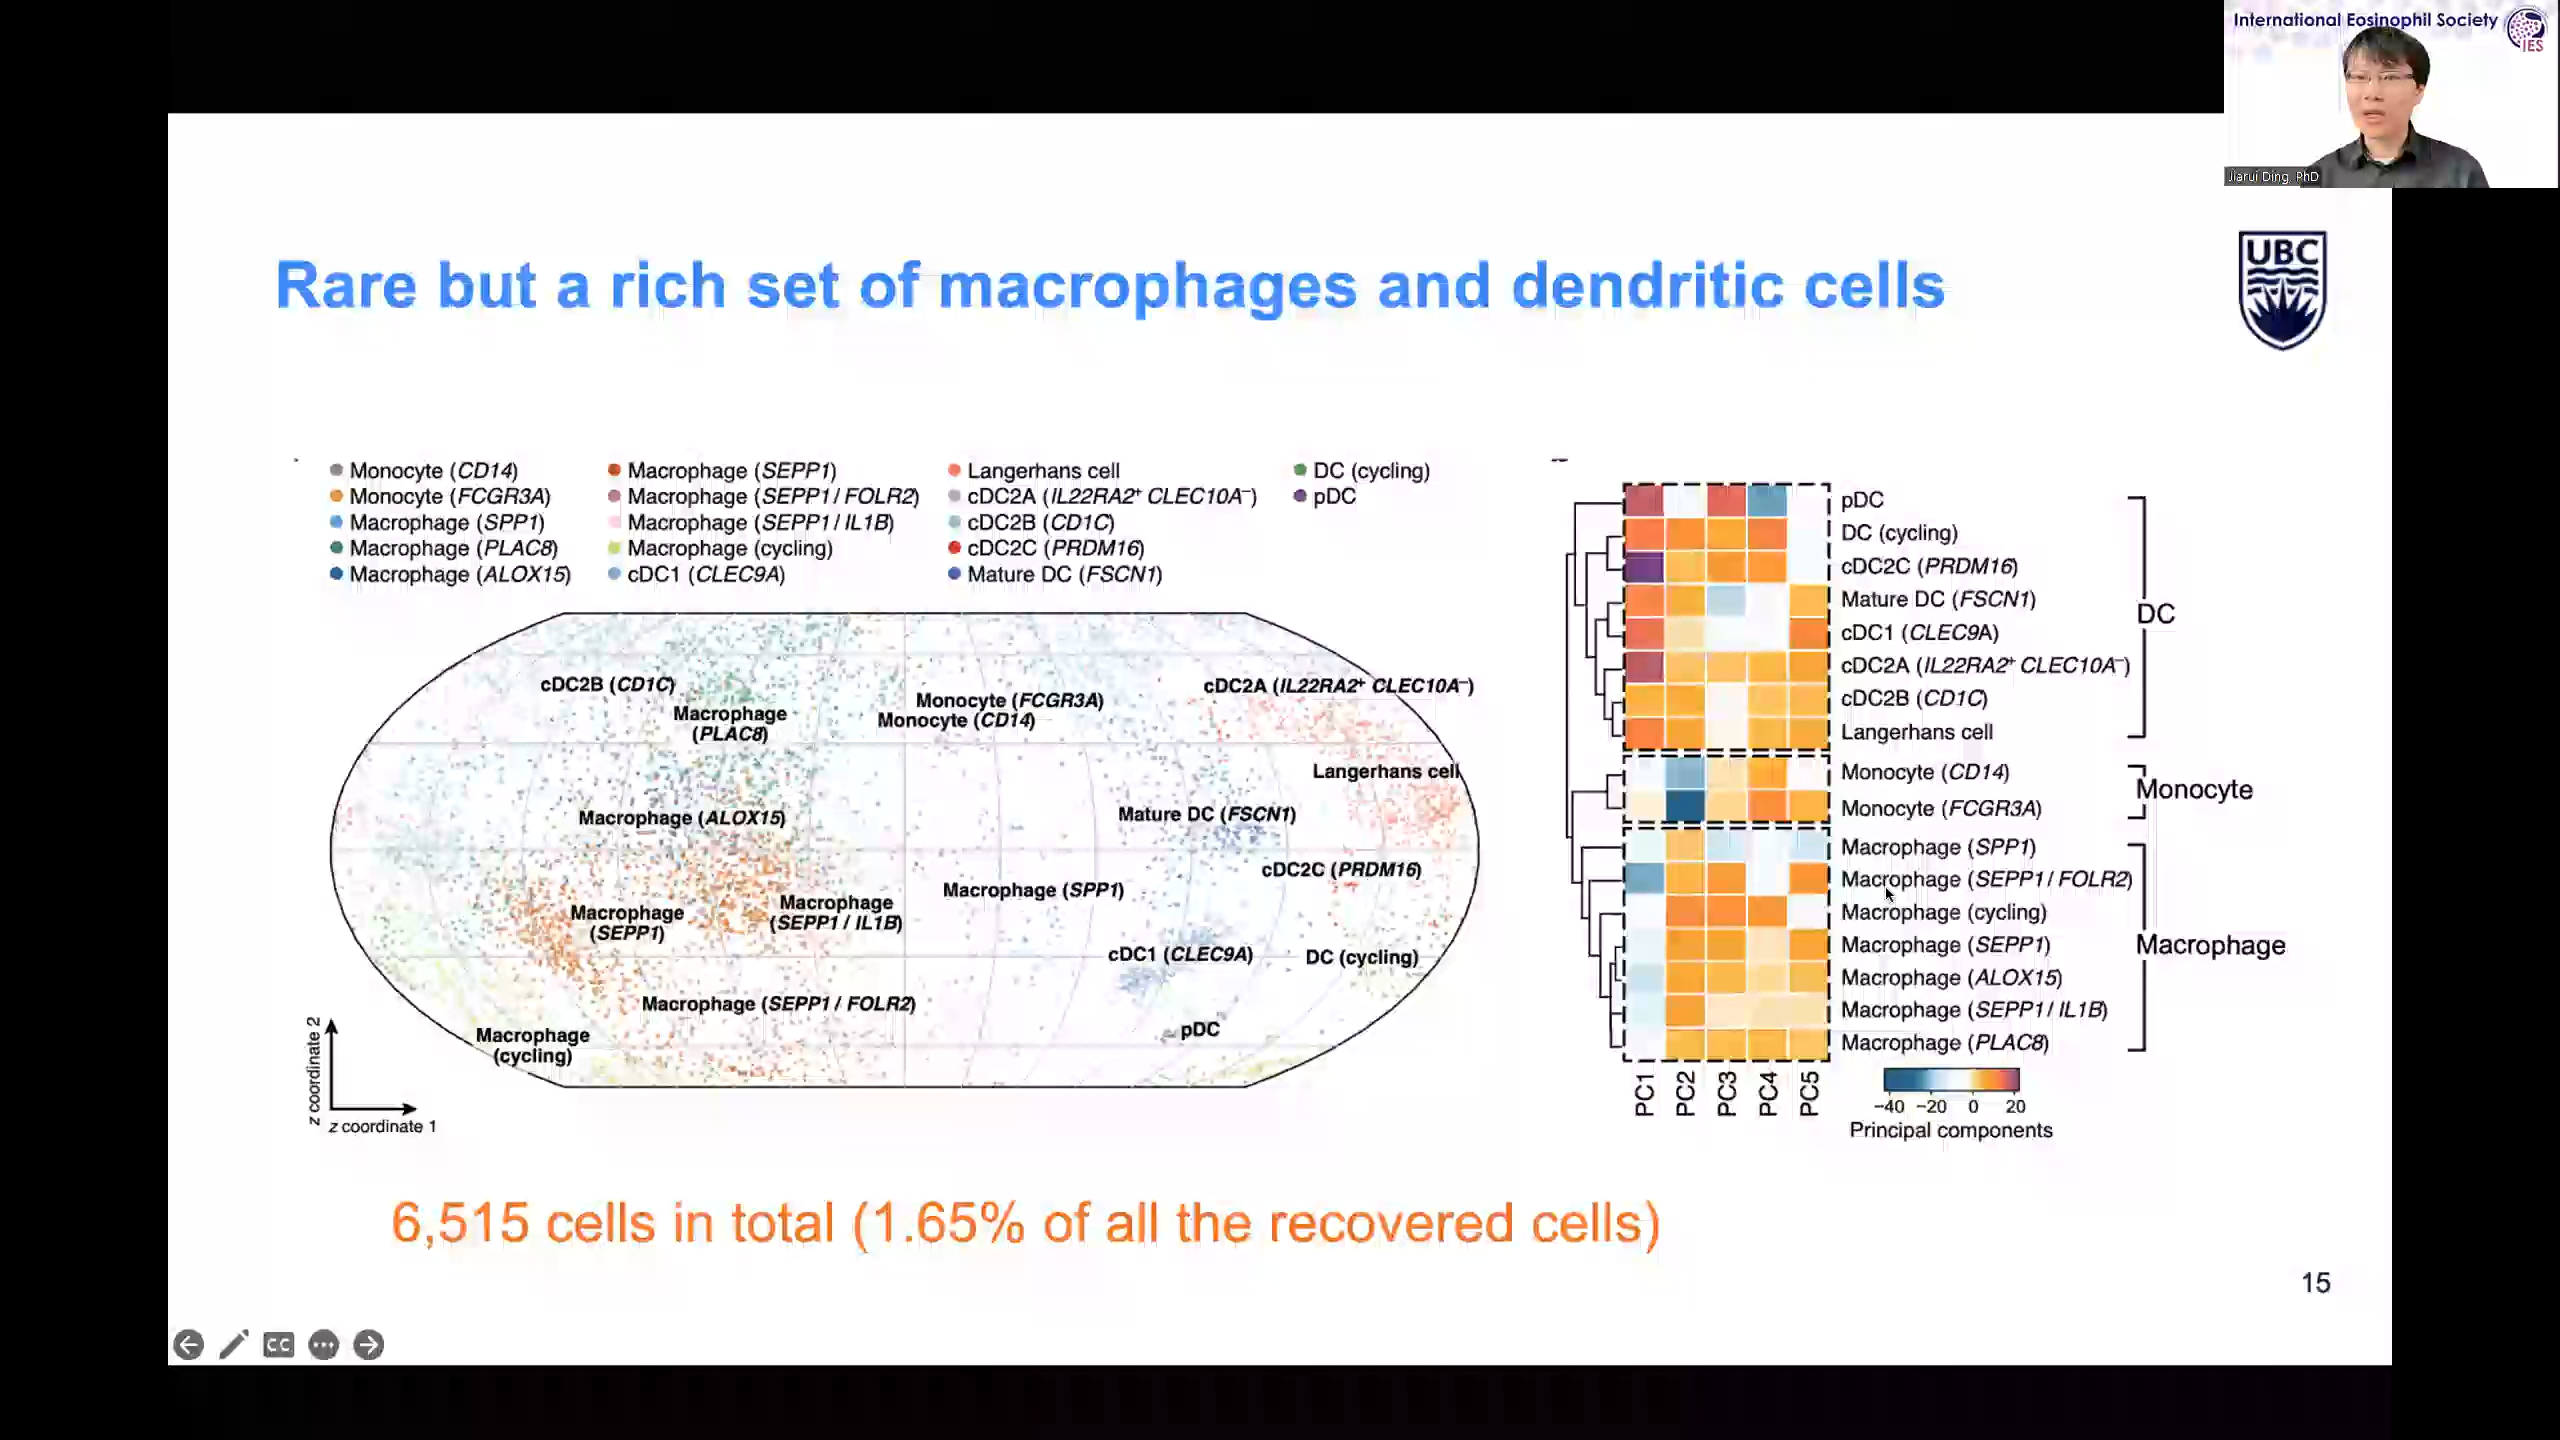 International Eosinophil Society
IES
Jiarui Ding, PhD
UBC
Rare but a rich set of macrophages and dendritic cells
Monocyte (CD14)
Monocyte (FCGR3A)
Macrophage (SPP1)
Macrophage (PLAC8)
Macrophage (ALOX15)
Macrophage (SEPP1)
Macrophage (SEPP1 / FOLR2)
Macrophage (SEPP1 / IL1B)
Macrophage (cycling)
cDC1 (CLEC9A)
Langerhans cell
cDC2A (IL22RA2⁺ CLEC10A⁻)
cDC2B (CD1C)
cDC2C (PRDM16)
Mature DC (FSCN1)
DC (cycling)
pDC
cDC2B (CD1C)
Macrophage
(PLAC8)
Monocyte (FCGR3A)
Monocyte (CD14)
cDC2A (IL22RA2⁺ CLEC10A⁻)
Langerhans cell
Macrophage (ALOX15)
Mature DC (FSCN1)
cDC2C (PRDM16)
Macrophage (SPP1)
Macrophage
(SEPP1)
Macrophage
(SEPP1 / IL1B)
cDC1 (CLEC9A)
DC (cycling)
Macrophage (SEPP1 / FOLR2)
pDC
Macrophage
(cycling)
z coordinate 2
z coordinate 1
pDC
DC (cycling)
cDC2C (PRDM16)
Mature DC (FSCN1)
cDC1 (CLEC9A)
cDC2A (IL22RA2⁺ CLEC10A⁻)
cDC2B (CD1C)
Langerhans cell
DC
Monocyte (CD14)
Monocyte (FCGR3A)
Monocyte
Macrophage (SPP1)
Macrophage (SEPP1 / FOLR2)
Macrophage (cycling)
Macrophage (SEPP1)
Macrophage (ALOX15)
Macrophage (SEPP1 / IL1B)
Macrophage (PLAC8)
Macrophage
PC1 PC2 PC3 PC4 PC5
−40 −20 0 20
Principal components
6,515 cells in total (1.65% of all the recovered cells)
15
CC